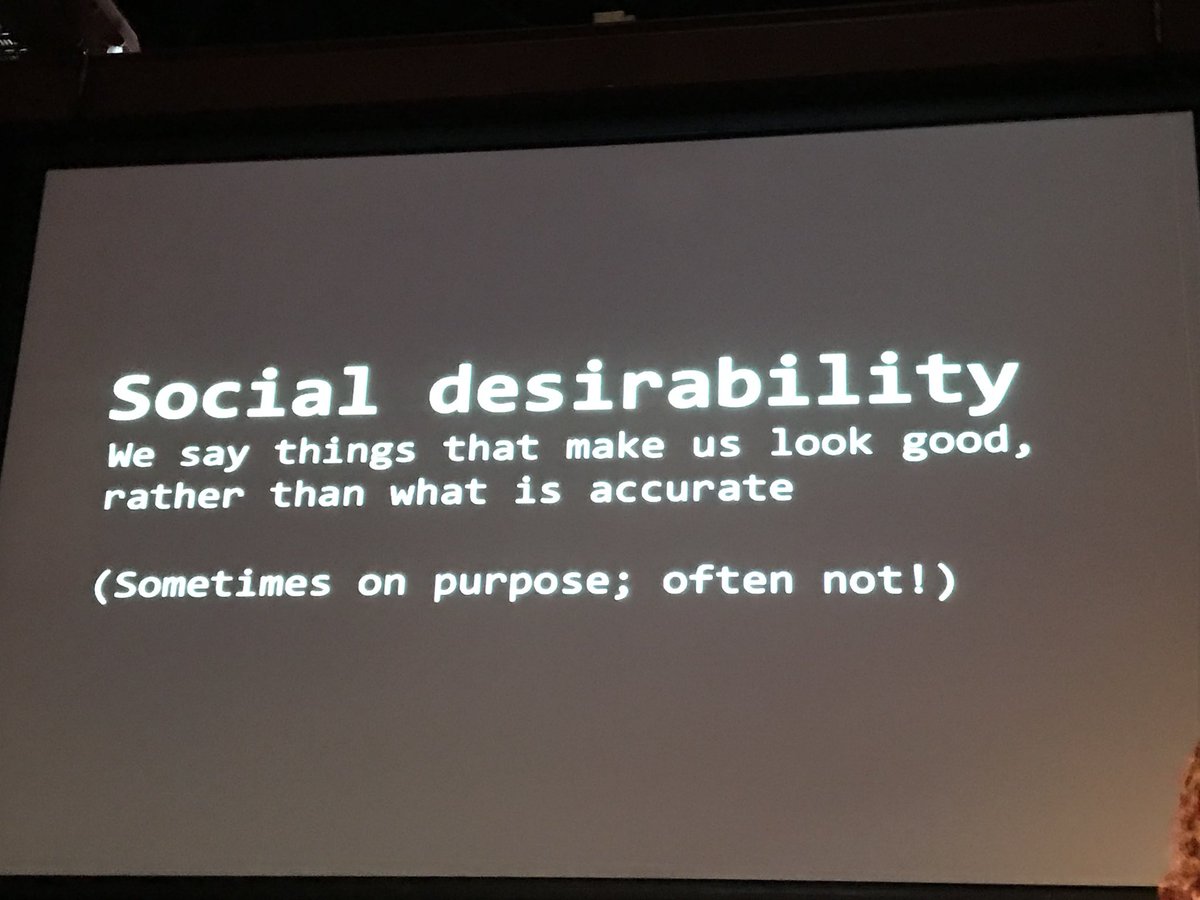 Social desirability
We say things that make us look good,
rather than what is accurate
(Sometimes on purpose; often not!)